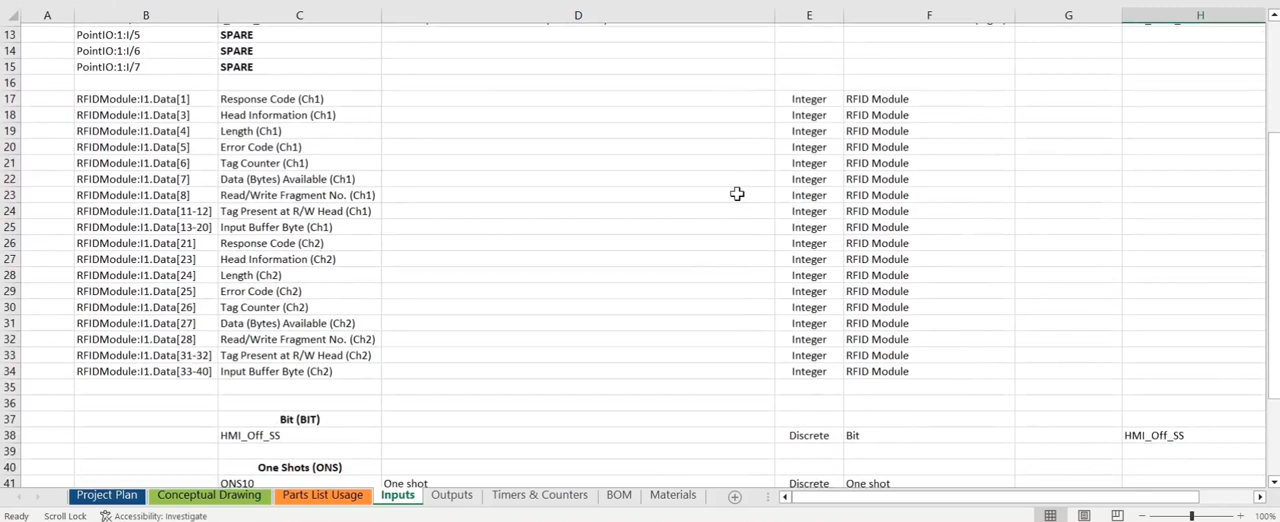 A B C D E F G H
13 PointIO:1:I/5 SPARE
14 PointIO:1:I/6 SPARE
15 PointIO:1:I/7 SPARE
16
17 RFIDModule:I1.Data[1] Response Code (Ch1) Integer RFID Module
18 RFIDModule:I1.Data[3] Head Information (Ch1) Integer RFID Module
19 RFIDModule:I1.Data[4] Length (Ch1) Integer RFID Module
20 RFIDModule:I1.Data[5] Error Code (Ch1) Integer RFID Module
21 RFIDModule:I1.Data[6] Tag Counter (Ch1) Integer RFID Module
22 RFIDModule:I1.Data[7] Data (Bytes) Available (Ch1) Integer RFID Module
23 RFIDModule:I1.Data[8] Read/Write Fragment No. (Ch1) Integer RFID Module
24 RFIDModule:I1.Data[11-12] Tag Present at R/W Head (Ch1) Integer RFID Module
25 RFIDModule:I1.Data[13-20] Input Buffer Byte (Ch1) Integer RFID Module
26 RFIDModule:I1.Data[21] Response Code (Ch2) Integer RFID Module
27 RFIDModule:I1.Data[23] Head Information (Ch2) Integer RFID Module
28 RFIDModule:I1.Data[24] Length (Ch2) Integer RFID Module
29 RFIDModule:I1.Data[25] Error Code (Ch2) Integer RFID Module
30 RFIDModule:I1.Data[26] Tag Counter (Ch2) Integer RFID Module
31 RFIDModule:I1.Data[27] Data (Bytes) Available (Ch2) Integer RFID Module
32 RFIDModule:I1.Data[28] Read/Write Fragment No. (Ch2) Integer RFID Module
33 RFIDModule:I1.Data[31-32] Tag Present at R/W Head (Ch2) Integer RFID Module
34 RFIDModule:I1.Data[33-40] Input Buffer Byte (Ch2) Integer RFID Module
35
36
37 Bit (BIT)
38 HMI_Off_SS Discrete Bit HMI_Off_SS
39
40 One Shots (ONS)
41 ONS10 One shot Discrete One shot
Project Plan Conceptual Drawing Parts List Usage Inputs Outputs Timers & Counters BOM Materials
Ready Scroll Lock Accessibility: Investigate 100%